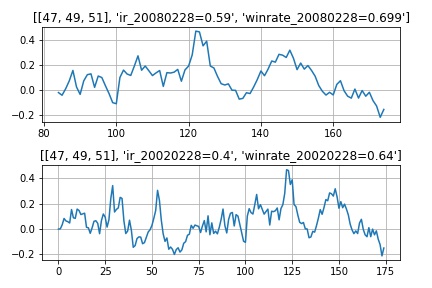 [[47, 49, 51], 'ir_20080228=0.59', 'winrate_20080228=0.699']
0.4
0.2
0.0
−0.2
80 100 120 140 160
[[47, 49, 51], 'ir_20020228=0.4', 'winrate_20020228=0.64']
0.4
0.2
0.0
−0.2
0 25 50 75 100 125 150 175